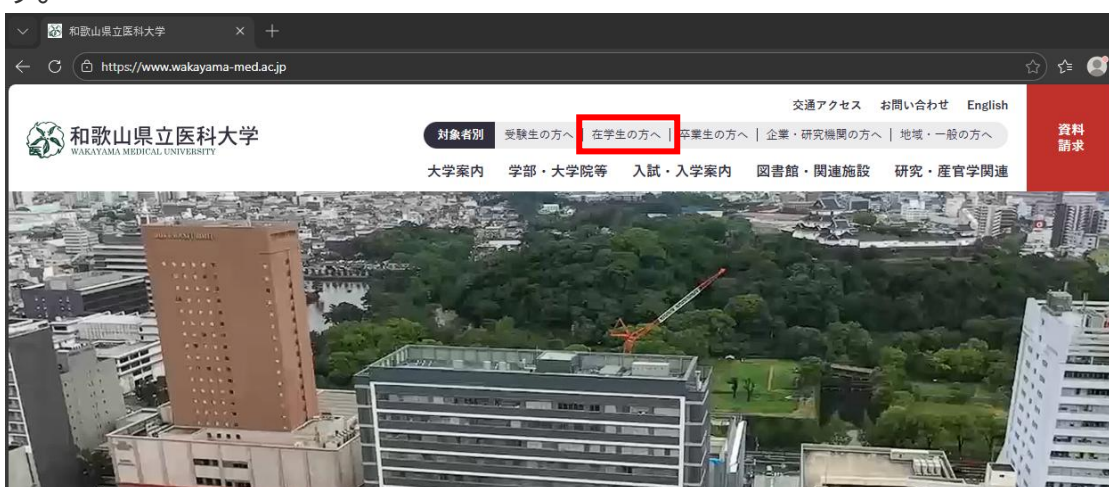 す。
和歌山県立医科大学
https://www.wakayama-med.ac.jp
交通アクセス お問い合わせ English
和歌山県立医科大学
WAKAYAMA MEDICAL UNIVERSITY
対象者別 受験生の方へ | 在学生の方へ | 卒業生の方へ | 企業・研究機関の方へ | 地域・一般の方へ
大学案内 学部・大学院等 入試・入学案内 図書館・関連施設 研究・産官学関連
資料
請求